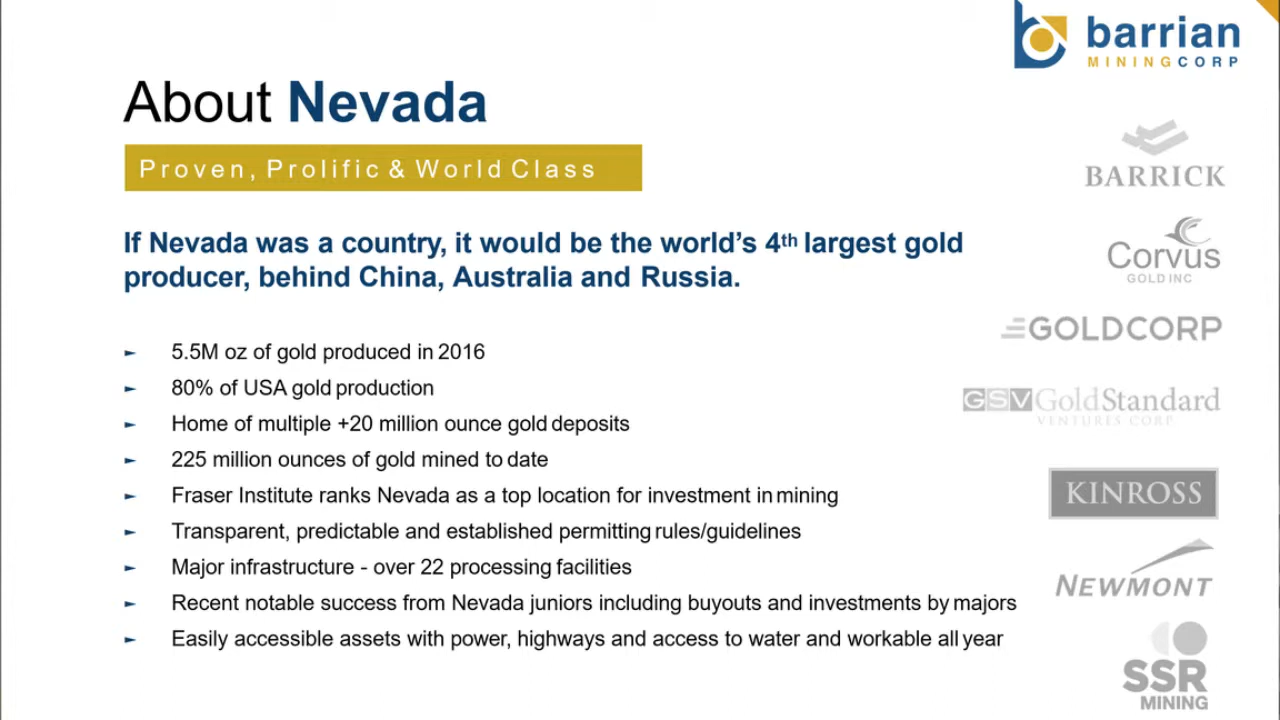 barrian
MININGCORP
About Nevada
Proven, Prolific & World Class
If Nevada was a country, it would be the world's 4th largest gold
producer, behind China, Australia and Russia.
► 5.5M oz of gold produced in 2016
► 80% of USA gold production
► Home of multiple +20 million ounce gold deposits
► 225 million ounces of gold mined to date
► Fraser Institute ranks Nevada as a top location for investment in mining
► Transparent, predictable and established permitting rules/guidelines
► Major infrastructure - over 22 processing facilities
► Recent notable success from Nevada juniors including buyouts and investments by majors
► Easily accessible assets with power, highways and access to water and workable all year
BARRICK
Corvus
GOLD INC
GOLDCORP
GSV GoldStandard
VENTURES CORP
KINROSS
NEWMONT
SSR
MINING